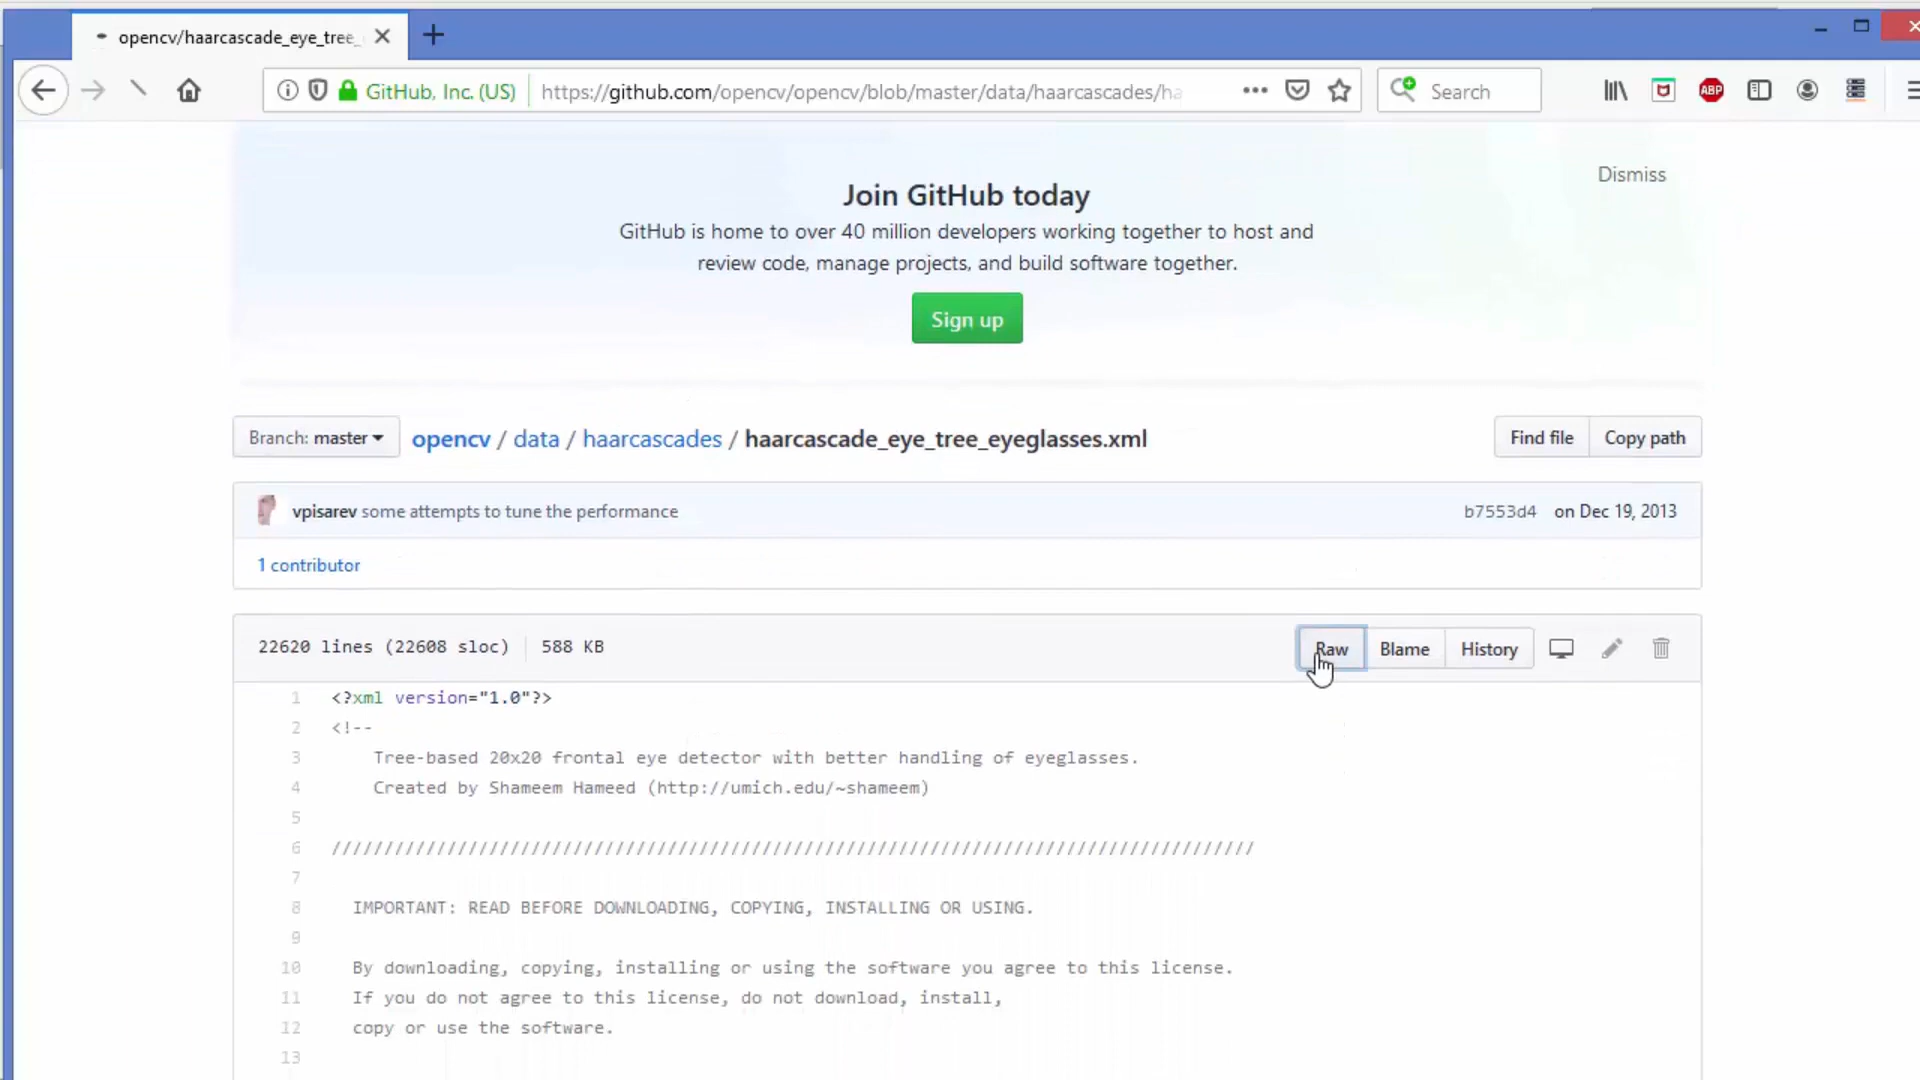 opencv/haarcascade_eye_tree_
GitHub, Inc. (US)
https://github.com/opencv/opencv/blob/master/data/haarcascades/ha
Search
ABP
Join GitHub today
Dismiss
GitHub is home to over 40 million developers working together to host and
review code, manage projects, and build software together.
Sign up
Branch: master
opencv / data / haarcascades / haarcascade_eye_tree_eyeglasses.xml
Find file
Copy path
vpisarev some attempts to tune the performance
b7553d4 on Dec 19, 2013
1 contributor
22620 lines (22608 sloc) 588 KB
Raw
Blame
History
1 <?xml version="1.0"?>
2 <!--
3 Tree-based 20x20 frontal eye detector with better handling of eyeglasses.
4 Created by Shameem Hameed (http://umich.edu/~shameem)
5
6 ////////////////////////////////////////////////////////////////////////////////////////
7
8 IMPORTANT: READ BEFORE DOWNLOADING, COPYING, INSTALLING OR USING.
9
10 By downloading, copying, installing or using the software you agree to this license.
11 If you do not agree to this license, do not download, install,
12 copy or use the software.
13